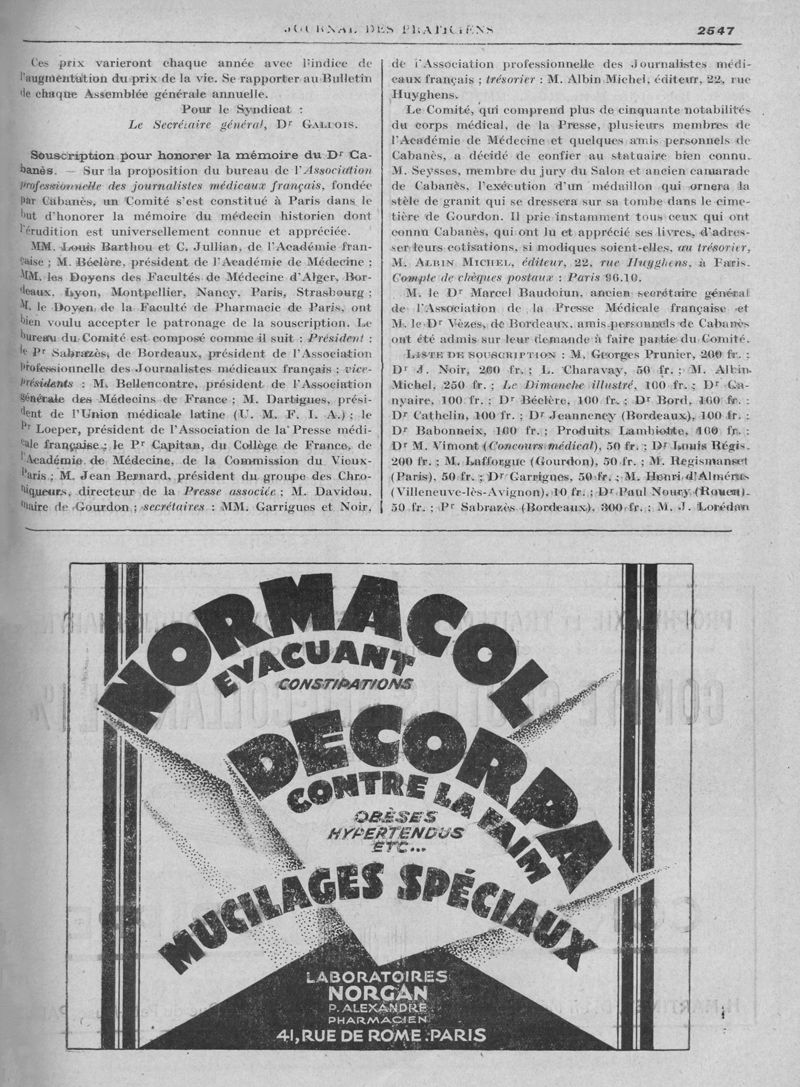 JOURNAL DES PRATICIENS 2547
Ces prix varieront chaque année avec l'indice de
l'augmentation du prix de la vie. Se rapporter au Bulletin
de chaque Assemblée générale annuelle.
Pour le Syndicat :
Le Secrétaire général, Dr GALLOIS.
Souscription pour honorer la mémoire du Dr Ca-
banès. — Sur la proposition du bureau de l'Association
professionnelle des journalistes médicaux français, fondée
par Cabanès, un Comité s'est constitué à Paris dans le
but d'honorer la mémoire du médecin historien dont
l'érudition est universellement connue et appréciée.
MM. Louis Barthou et C. Jullian, de l'Académie fran-
çaise ; M. Béclère, président de l'Académie de Médecine ;
MM. les Doyens des Facultés de Médecine d'Alger, Bor-
deaux, Lyon, Montpellier, Nancy, Paris, Strasbourg ;
M. le Doyen de la Faculté de Pharmacie de Paris, ont
bien voulu accepter le patronage de la souscription. Le
bureau du Comité est composé comme il suit : Président :
le Pr Sabrazès, de Bordeaux, président de l'Association
Professionnelle des Journalistes médicaux français ; vice-
présidents : M. Bellencontre, président de l'Association
générale des Médecins de France ; M. Dartigues, prési-
dent de l'Union médicale latine (U. M. F. I. A.) ; le
Pr Loeper, président de l'Association de la Presse médi-
cale française ; le Pr Capitan, du Collège de France, de
l'Académie de Médecine, de la Commission du Vieux-
Paris ; M. Jean Bernard, président du groupe des Chro-
niqueurs, directeur de la Presse associée ; M. Davidou,
maire de Gourdon ; secrétaires : MM. Garrigues et Noir,
de l'Association professionnelle des Journalistes médi-
caux français ; trésorier : M. Albin Michel, éditeur, 22, rue
Huyghens.
Le Comité, qui comprend plus de cinquante notabilités
du corps médical, de la Presse, plusieurs membres de
l'Académie de Médecine et quelques amis personnels de
Cabanès, a décidé de confier au statuaire bien connu.
M. Seysses, membre du jury du Salon et ancien camarade
de Cabanès, l'exécution d'un médaillon qui ornera la
stèle de granit qui se dressera sur sa tombe dans le cime-
tière de Gourdon. Il prie instamment tous ceux qui ont
connu Cabanès, qui ont lu et apprécié ses livres, d'adres-
ser leurs cotisations, si modiques soient-elles, au trésorier,
M. ALBIN MICHEL, éditeur, 22, rue Huyghens, à Paris.
Compte de chèques postaux : Paris 96.10.
M. le Dr Marcel Baudouin, ancien secrétaire général
de l'Association de la Presse Médicale française et
M. le Dr Vèzes, de Bordeaux, amis personnels de Cabanès
ont été admis sur leur demande à faire partie du Comité.
LISTE DE SOUSCRIPTION : M. Georges Prunier, 200 fr. ;
Dr J. Noir, 200 fr. ; L. Charavay, 50 fr. ; M. Albin
Michel, 250 fr. ; Le Dimanche illustré, 100 fr. ; Dr Ga-
nyaire, 100 fr. ; Dr Béclère, 100 fr. ; Dr Bord, 100 fr. ;
Dr Cathelin, 100 fr. ; Dr Jeanneney (Bordeaux), 100 fr. ;
Dr Babonneix, 100 fr. ; Produits Lambiotte, 100 fr. ;
Dr M. Vimont (Concours médical), 50 fr. ; Dr Louis Régis,
200 fr. ; M. Lafforgue (Gourdon), 50 fr. ; M. Regismanset
(Paris), 50 fr. ; Dr Garrigues, 50 fr. ; M. Henri d'Alméras
(Villeneuve-lès-Avignon), 10 fr. ; Dr Paul Noury (Rouen),
50 fr. ; Pr Sabrazès (Bordeaux), 300 fr. ; M. J. Lorédan
NORMACOL
EVACUANT
CONSTIPATIONS
DECORPA
CONTRE LA FAIM
OBÈSES
HYPERTENDUS
ETC...
MUCILAGES SPÉCIAUX
LABORATOIRES
NORGAN
P. ALEXANDRE
PHARMACIEN
41, RUE DE ROME . PARIS